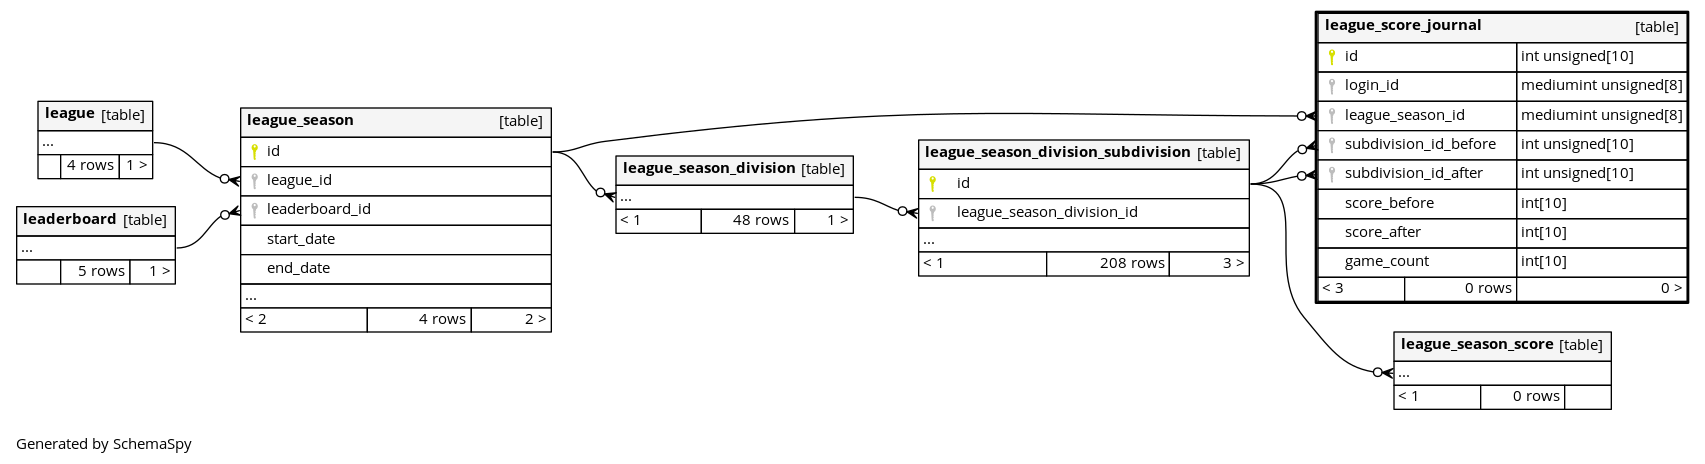 league [table]
...
4 rows 1 >
leaderboard [table]
...
5 rows 1 >
league_season [table]
id
league_id
leaderboard_id
start_date
end_date
...
< 2 4 rows 2 >
league_season_division [table]
...
< 1 48 rows 1 >
league_season_division_subdivision [table]
id
league_season_division_id
...
< 1 208 rows 3 >
league_score_journal [table]
id int unsigned[10]
login_id mediumint unsigned[8]
league_season_id mediumint unsigned[8]
subdivision_id_before int unsigned[10]
subdivision_id_after int unsigned[10]
score_before int[10]
score_after int[10]
game_count int[10]
< 3 0 rows 0 >
league_season_score [table]
...
< 1 0 rows
Generated by SchemaSpy